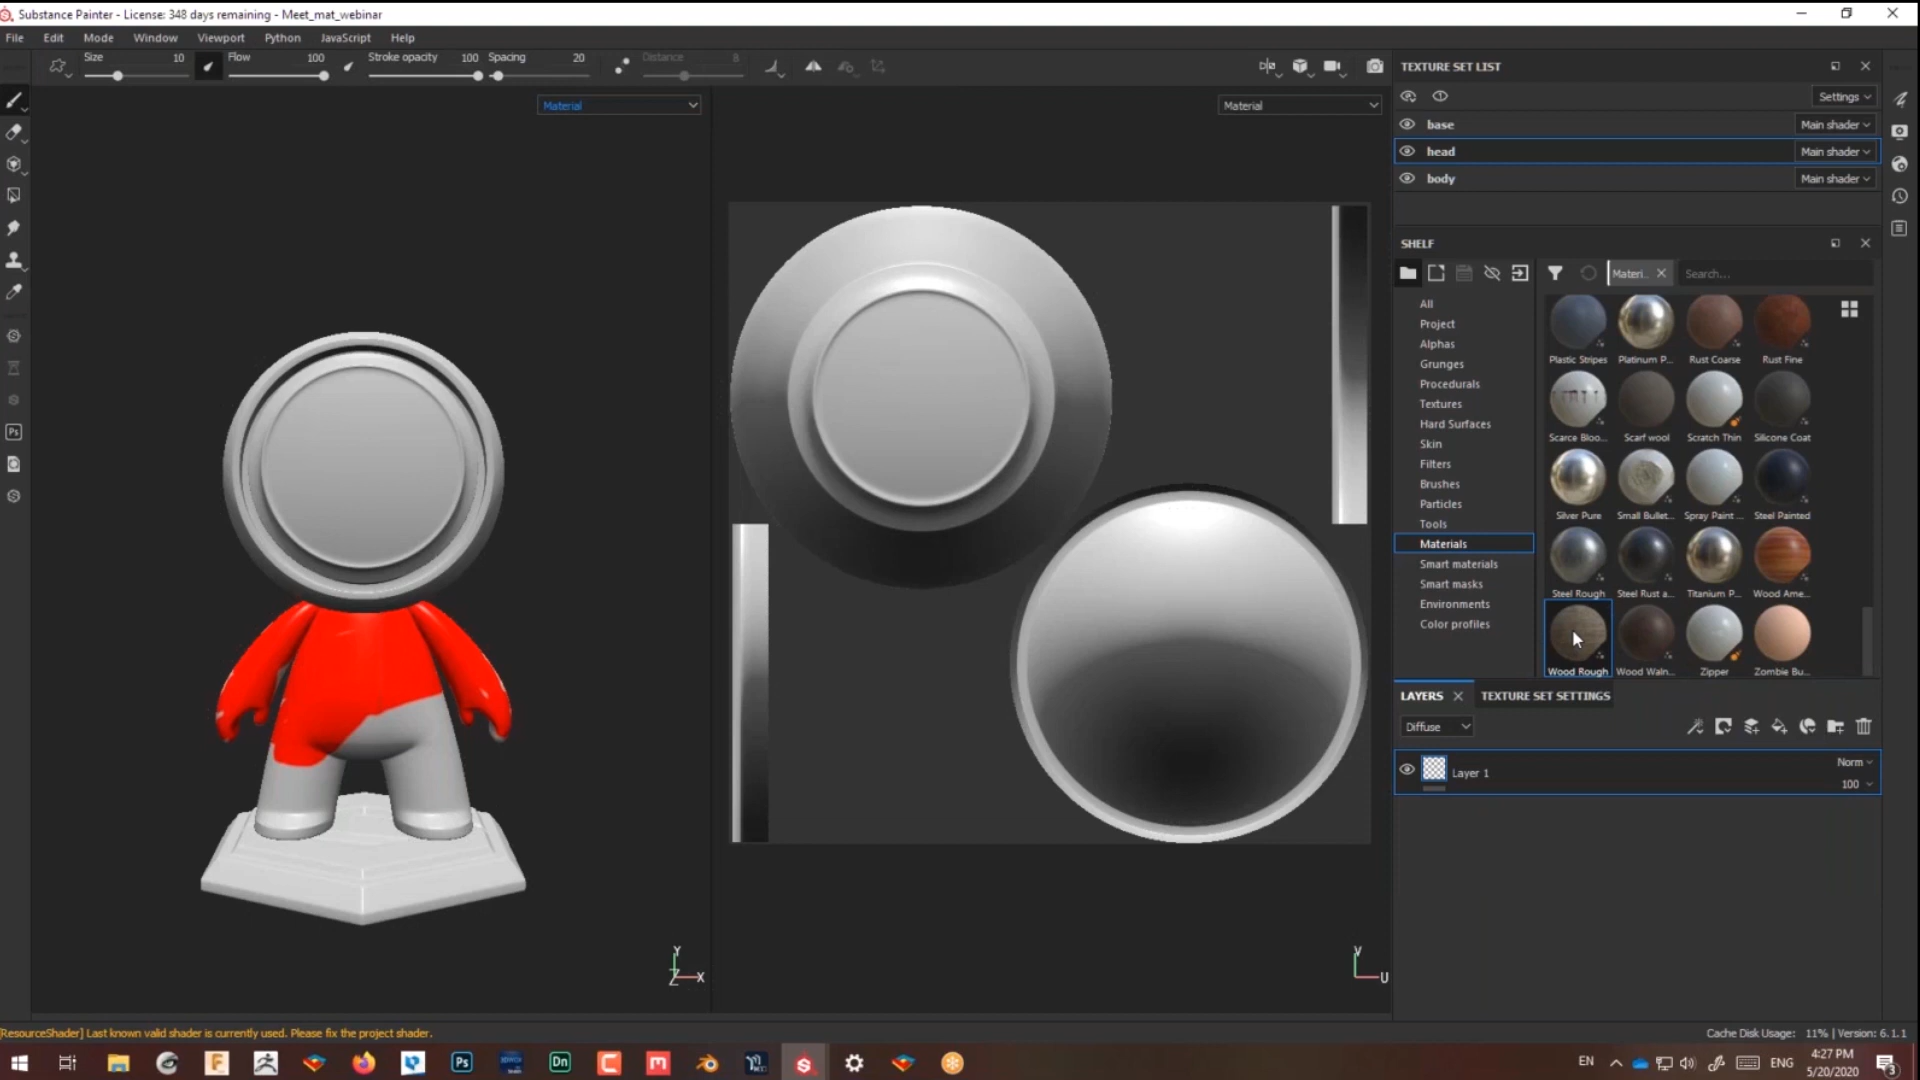 Substance Painter - License: 348 days remaining - Meet_mat_webinar
File Edit Mode Window Viewport Python JavaScript Help
Size 10 Flow 100 Stroke opacity 100 Spacing 20 Distance 8
Material
Material
TEXTURE SET LIST
Settings
base Main shader
head Main shader
body Main shader
SHELF
Materi... Search...
All
Project
Alphas
Grunges
Procedurals
Textures
Hard Surfaces
Skin
Filters
Brushes
Particles
Tools
Materials
Smart materials
Smart masks
Environments
Color profiles
Plastic Stripes Platinum P... Rust Coarse Rust Fine
Scarce Bloo... Scarf wool Scratch Thin Silicone Coat
Silver Pure Small Bullet... Spray Paint ... Steel Painted
Steel Rough Steel Rust a... Titanium P... Wood Ame...
Wood Rough Wood Waln... Zipper Zombie Bu...
LAYERS TEXTURE SET SETTINGS
Diffuse
Layer 1 Norm
100
Y
Z X
V
U
[ResourceShader] Last known valid shader is currently used. Please fix the project shader.
Cache Disk Usage: 11% | Version: 6.1.1
Ps
Ps Dn
EN ENG 4:27 PM
5/20/2020
3